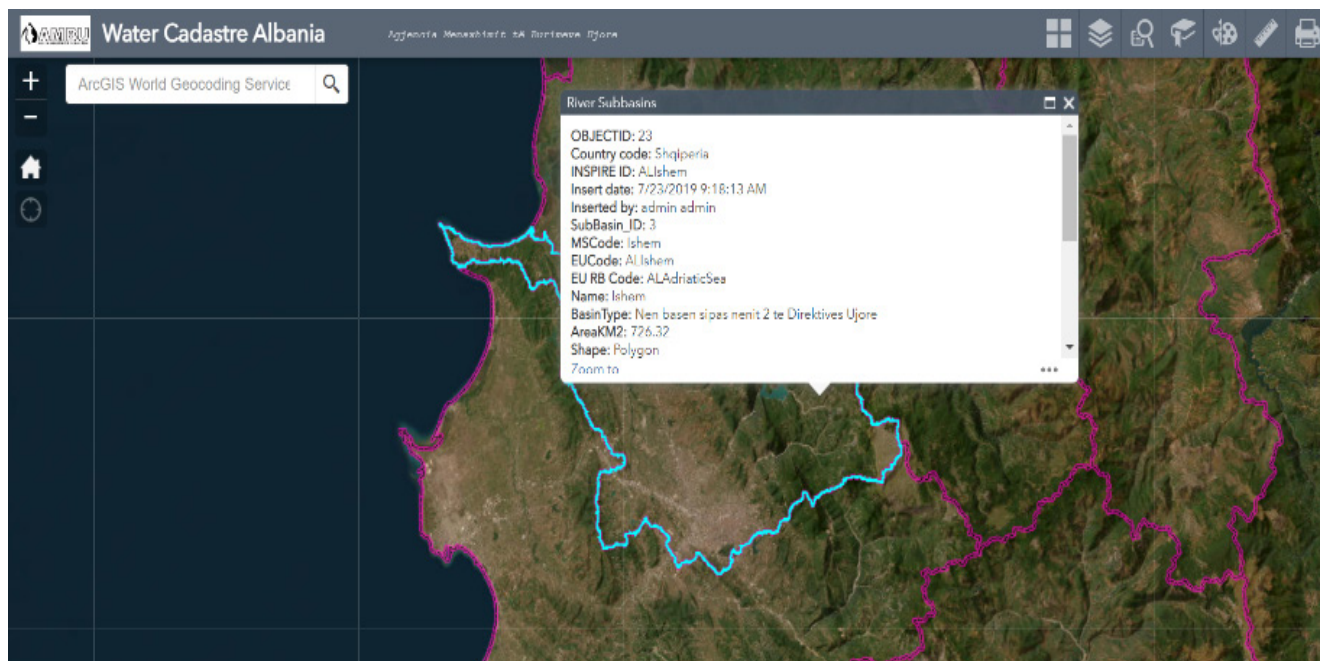 AMBU Water Cadastre Albania Agjencia Menaxhimit të Burimeve Ujore
ArcGIS World Geocoding Service
River Subbasins
OBJECTID: 23
Country code: Shqiperia
INSPIRE ID: ALIshem
Insert date: 7/23/2019 9:18:13 AM
Inserted by: admin admin
SubBasin_ID: 3
MSCode: Ishem
EUCode: ALIshem
EU RB Code: ALAdriaticSea
Name: Ishem
BasinType: Nen basen sipas nenit 2 te Direktives Ujore
AreaKM2: 726.32
Shape: Polygon
Zoom to